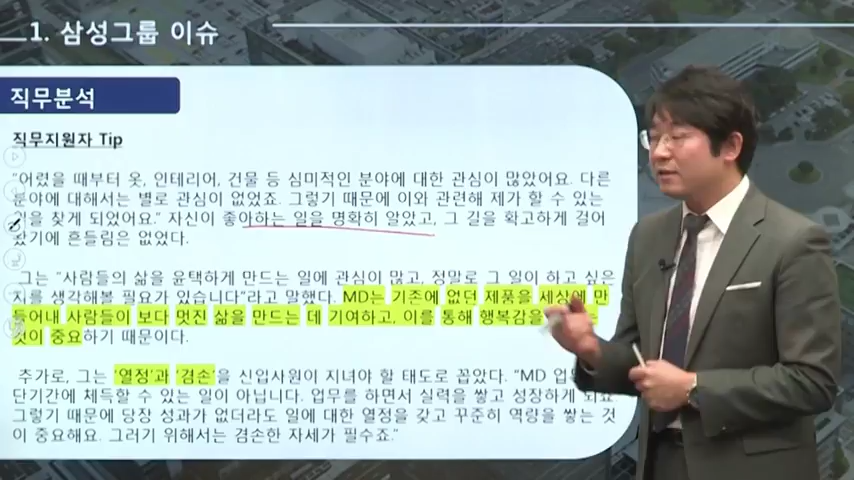 1. 삼성그룹 이슈
직무분석
직무지원자 Tip
"어렸을 때부터 옷, 인테리어, 건물 등 심미적인 분야에 대한 관심이 많았어요. 다른
분야에 대해서는 별로 관심이 없었죠. 그렇기 때문에 이와 관련해 제가 할 수 있는
찾게 되었어요." 자신이 좋아하는 일을 명확히 알았고, 그 길을 확고하게 걸어
왔기에 흔들림은 없었다.
그는 "사람들의 삶을 윤택하게 만드는 일에 관심이 많고, 정말로 그 일이 하고 싶은
지를 생각해볼 필요가 있습니다"라고 말했다. MD는 기존에 없던 제품을 세상에 만
들어내 사람들이 보다 멋진 삶을 만드는 데 기여하고, 이를 통해 행복감을
것이 중요하기 때문이다.
추가로, 그는 '열정'과 '겸손'을 신입사원이 지녀야 할 태도로 꼽았다. "MD
단기간에 체득할 수 있는 일이 아닙니다. 업무를 하면서 실력을 쌓고 성장하게 되죠.
그렇기 때문에 당장 성과가 없더라도 일에 대한 열정을 갖고 꾸준히 역량을 쌓는 것
이 중요해요. 그러기 위해서는 겸손한 자세가 필수죠."